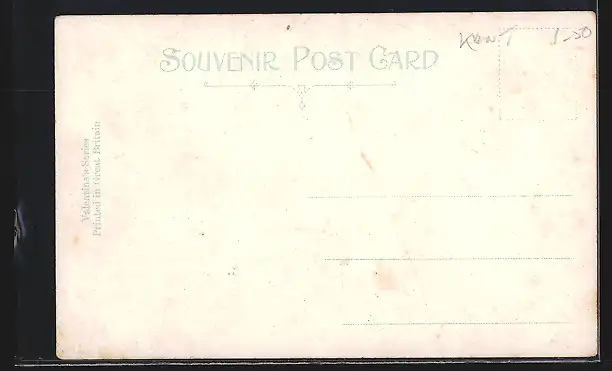 KENT 1-50
SOUVENIR POST CARD
Valentine's Series
Printed in Great Britain